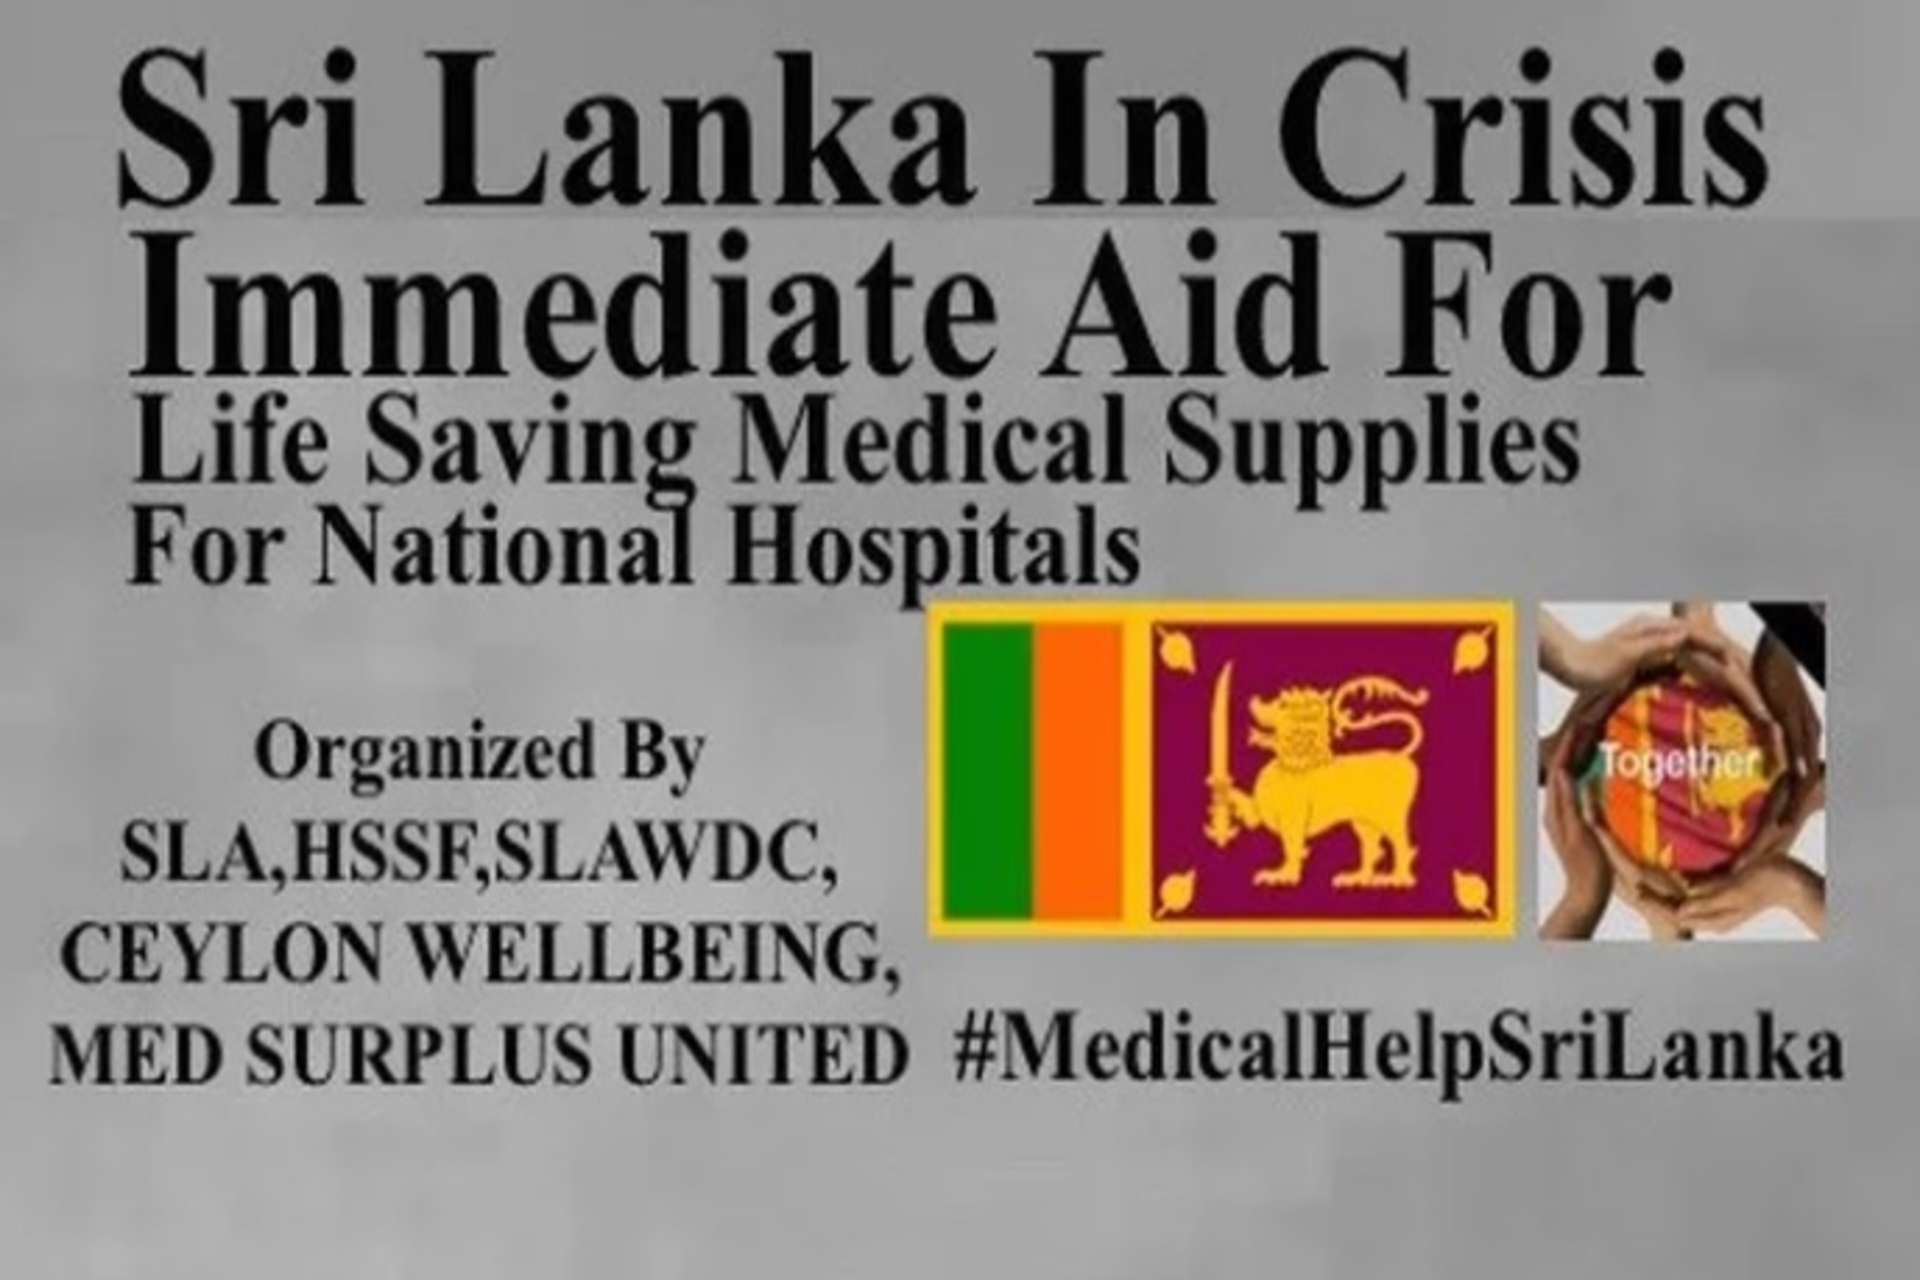 Sri Lanka In Crisis
Immediate Aid For
Life Saving Medical Supplies
For National Hospitals
Organized By
SLA,HSSF,SLAWDC,
CEYLON WELLBEING,
MED SURPLUS UNITED
Together
#MedicalHelpSriLanka